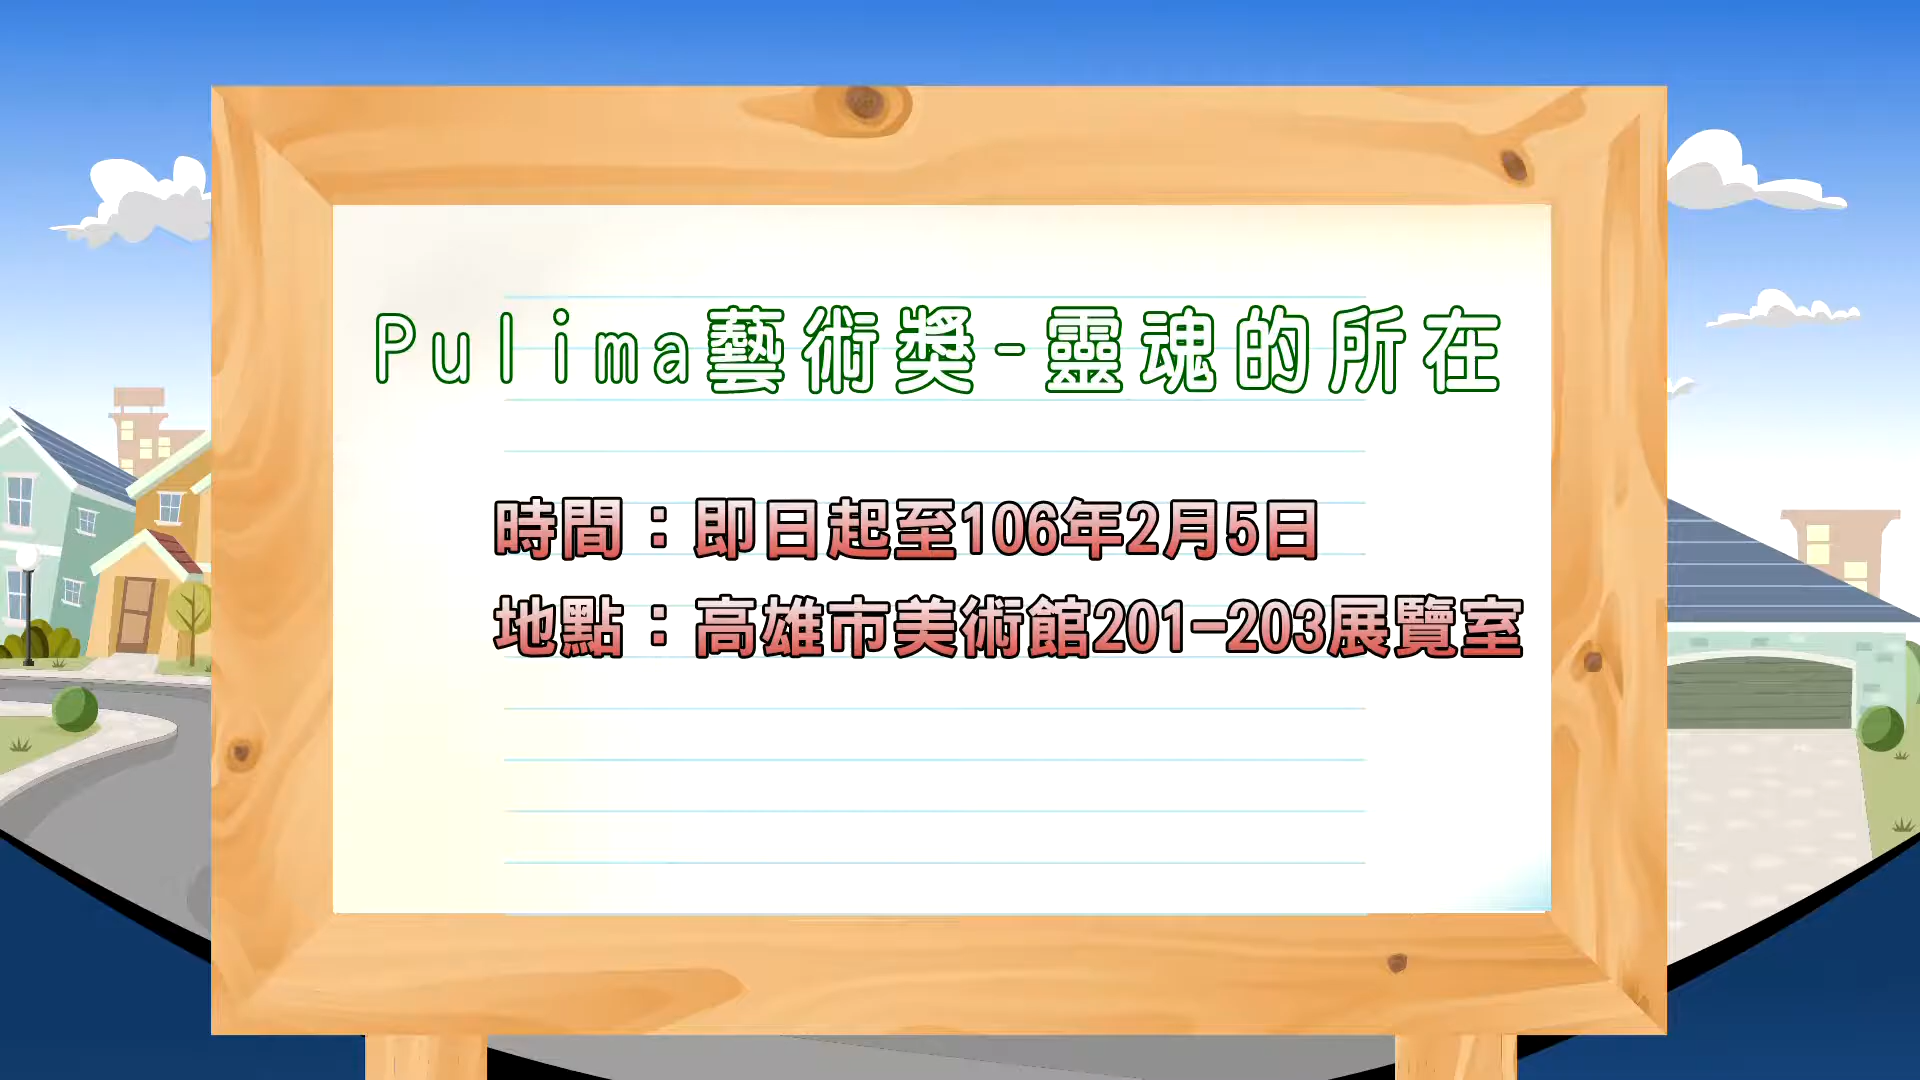 Pulima藝術獎-靈魂的所在
時間：即日起至106年2月5日
地點：高雄市美術館201-203展覽室